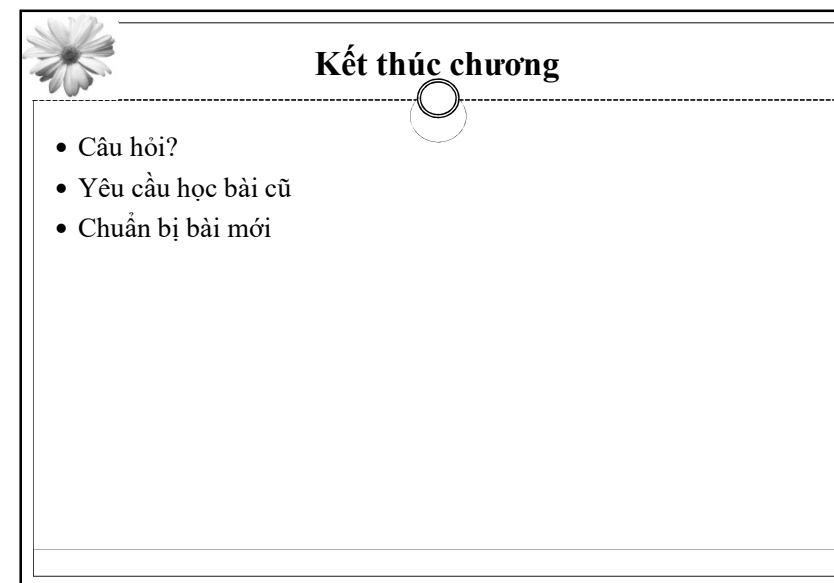 Kết thúc chương
• Câu hỏi?
• Yêu cầu học bài cũ
• Chuẩn bị bài mới